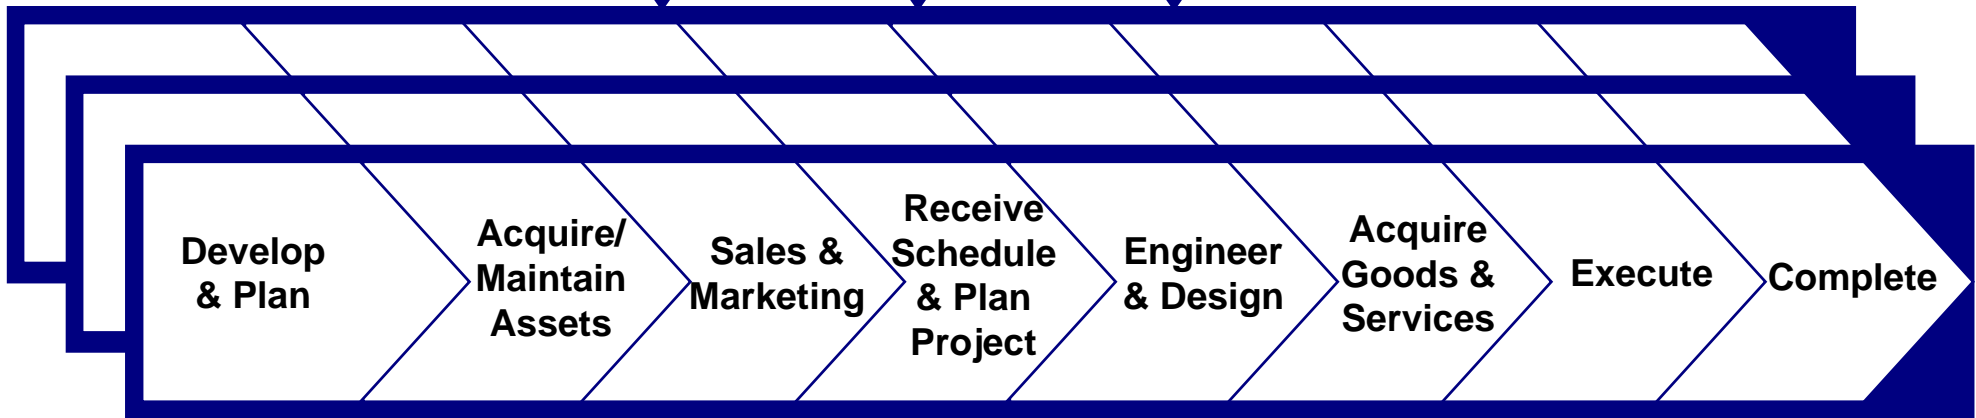 Develop
& Plan
Acquire/
Maintain
Assets
Sales &
Marketing
Receive
Schedule
& Plan
Project
Engineer
& Design
Acquire
Goods &
Services
Execute
Complete